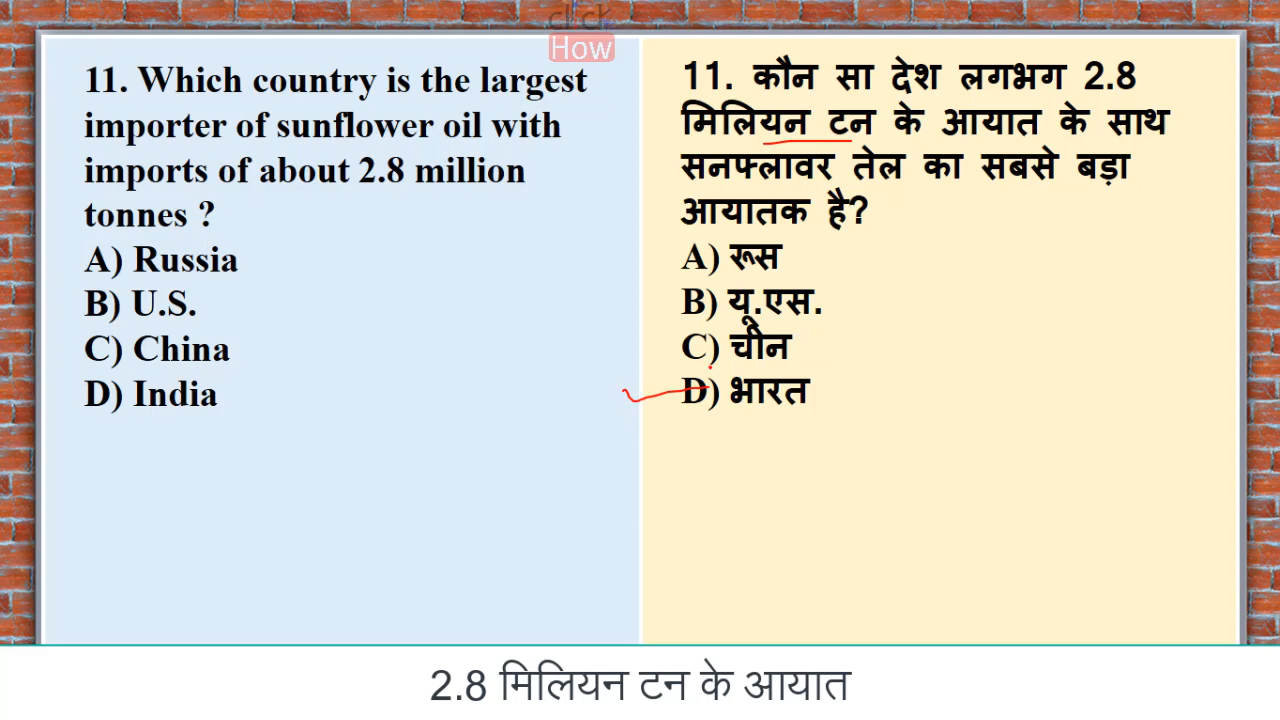 click
How
11. Which country is the largest
importer of sunflower oil with
imports of about 2.8 million
tonnes ?
A) Russia
B) U.S.
C) China
D) India
11. कौन सा देश लगभग 2.8
मिलियन टन के आयात के साथ
सनफ्लावर तेल का सबसे बड़ा
आयातक है?
A) रूस
B) यू.एस.
C) चीन
D) भारत
2.8 मिलियन टन के आयात